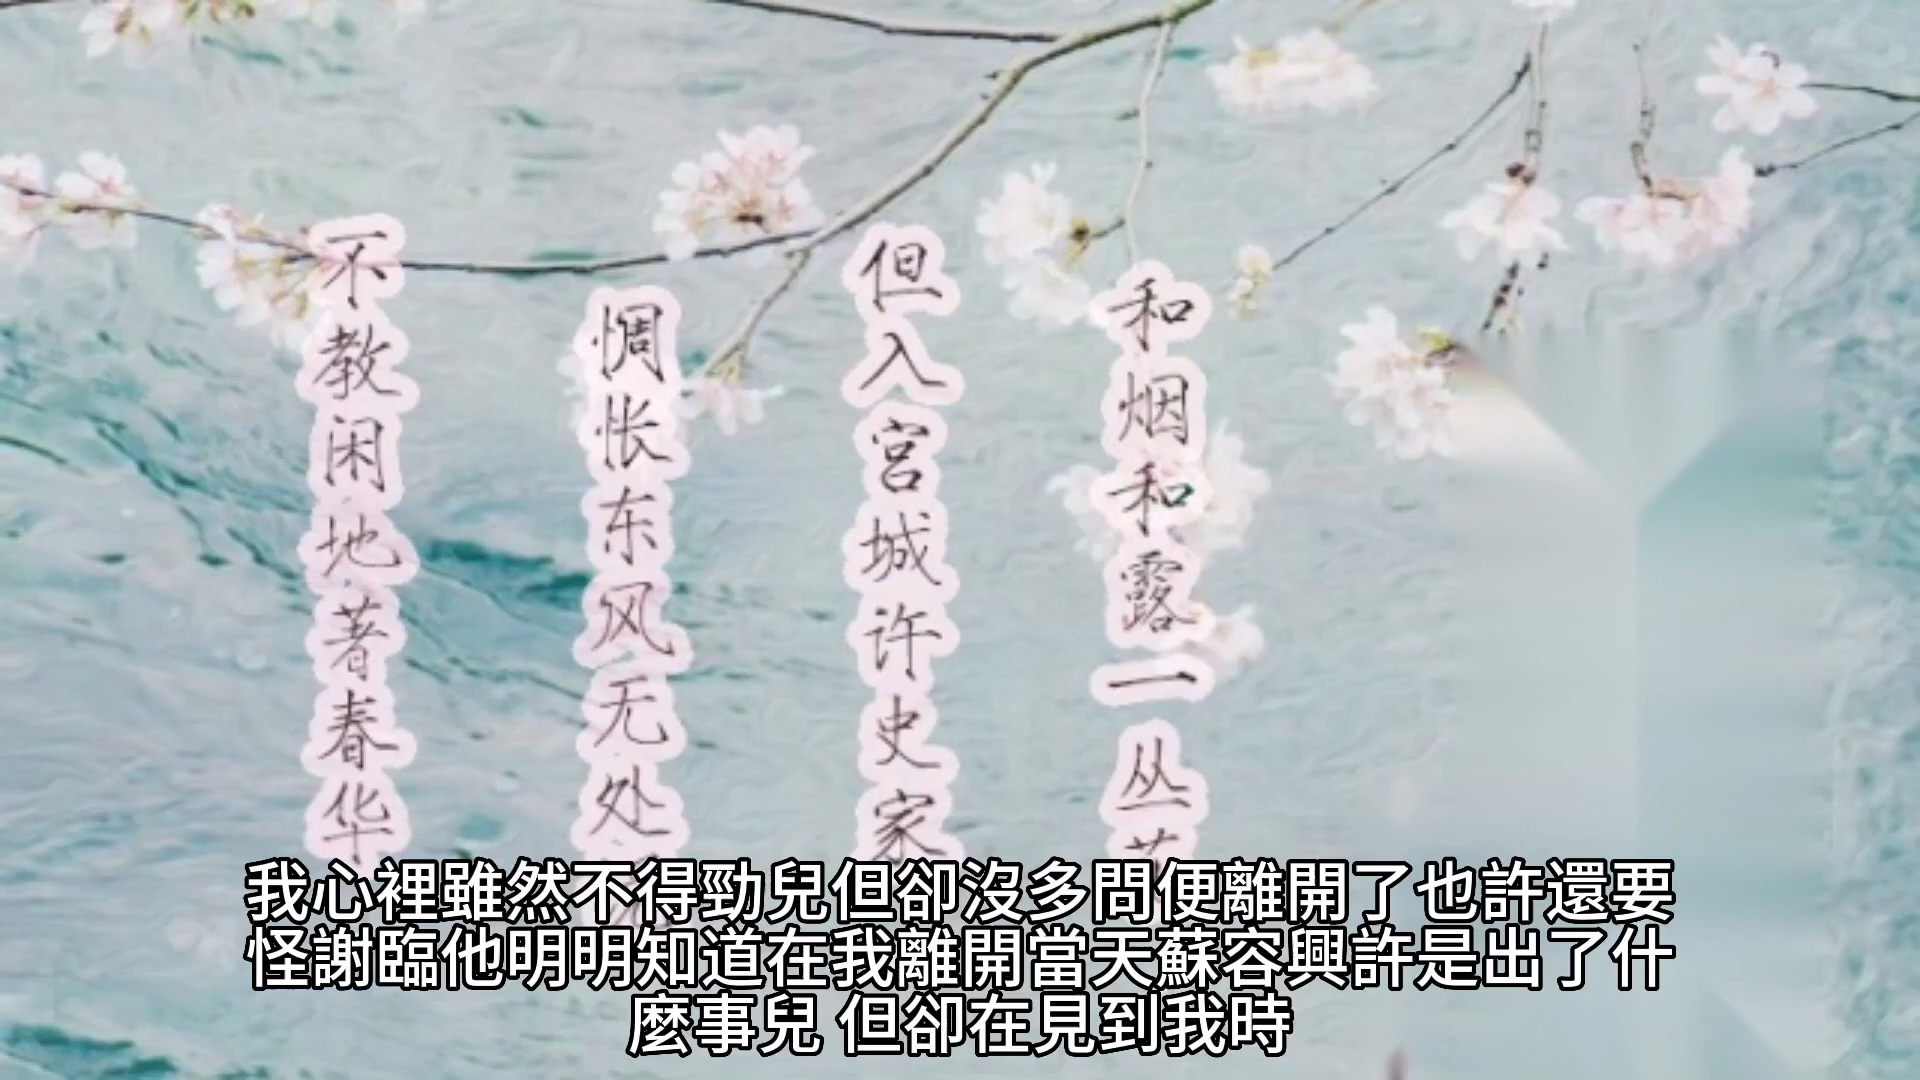 和烟和露一丛
但入宫城许史家
惆怅东风无处
不教闲地著春华
我心裡雖然不得勁兒但卻沒多問便離開了也許還要
怪謝臨他明明知道在我離開當天蘇容興許是出了什
麼事兒 但卻在見到我時